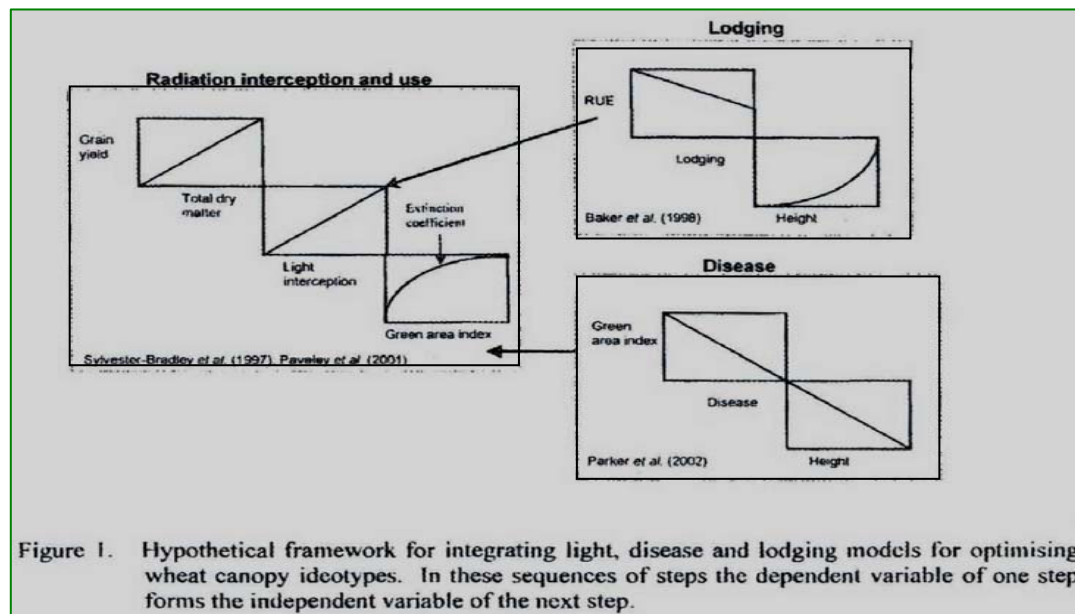 Lodging
Radiation interception and use
RUE
Grain
yield
Lodging
Total dry
matter
Extinction
coefficient
Baker et al. (1998)
Height
Light
interception
Disease
Green area index
Green
area index
Sylvester-Bradley et al. (1997), Paveley et al. (2001)
Disease
Parker et al. (2002)
Height
Figure 1. Hypothetical framework for integrating light, disease and lodging models for optimising
wheat canopy ideotypes. In these sequences of steps the dependent variable of one step
forms the independent variable of the next step.